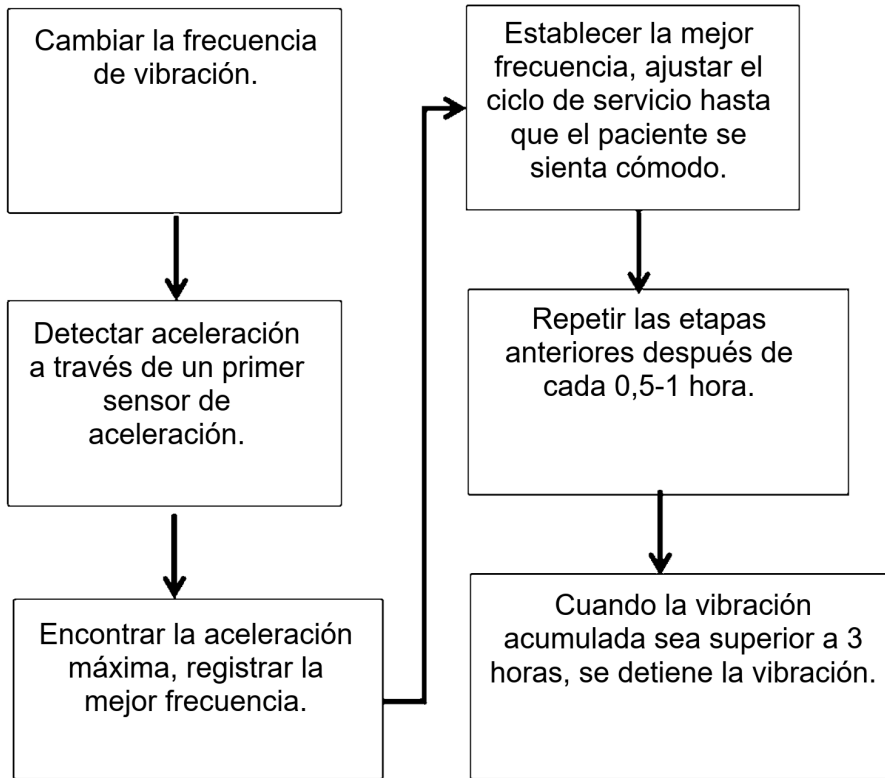 Cambiar la frecuencia
de vibración.
Detectar aceleración
a través de un primer
sensor de
aceleración.
Encontrar la aceleración
máxima, registrar la
mejor frecuencia.
Establecer la mejor
frecuencia, ajustar el
ciclo de servicio hasta
que el paciente se
sienta cómodo.
Repetir las etapas
anteriores después de
cada 0,5-1 hora.
Cuando la vibración
acumulada sea superior a 3
horas, se detiene la vibración.